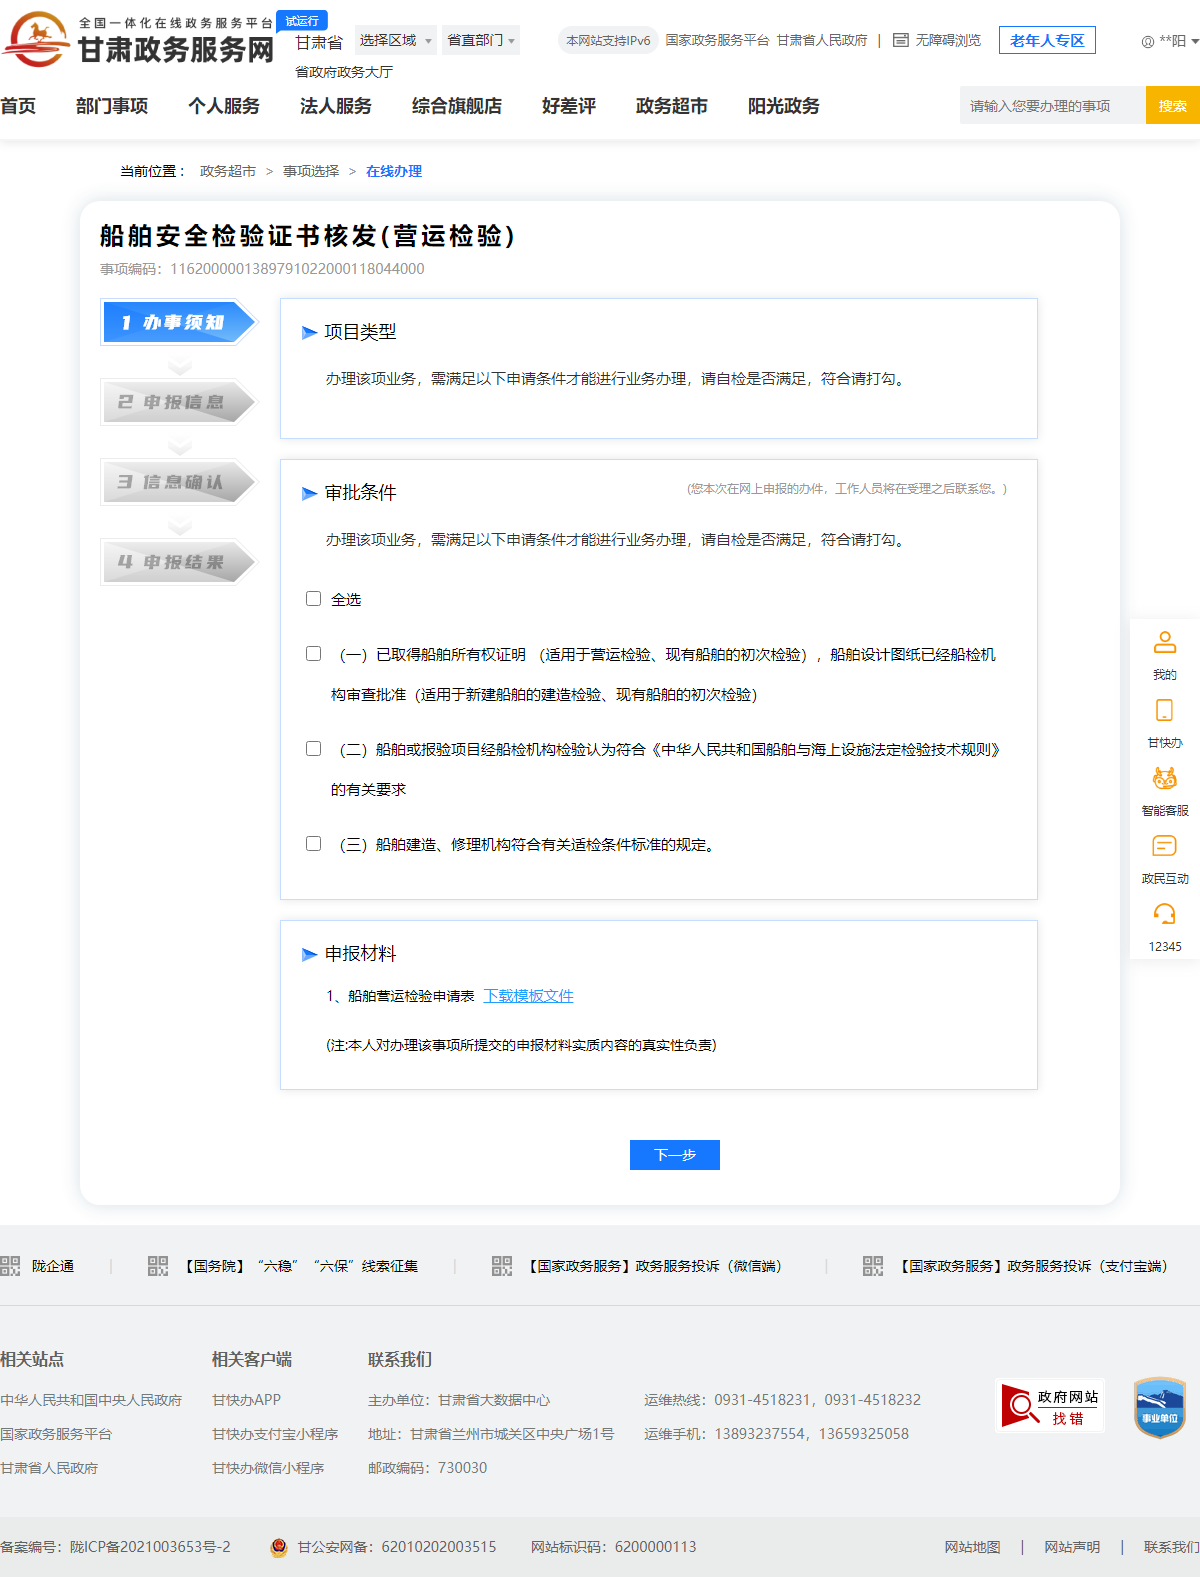 全国一体化在线政务服务平台
甘肃政务服务网
试运行
甘肃省 选择区域 省直部门
省政府政务大厅
本网站支持IPv6 国家政务服务平台 甘肃省人民政府 | 无障碍浏览 老年人专区 **阳
首页 部门事项 个人服务 法人服务 综合旗舰店 好差评 政务超市 阳光政务
请输入您要办理的事项 搜索
当前位置： 政务超市 > 事项选择 > 在线办理
船舶安全检验证书核发(营运检验)
事项编码：11620000013897910220001180440​00
1 办事须知
2 申报信息
3 信息确认
4 申报结果
项目类型
办理该项业务，需满足以下申请条件才能进行业务办理，请自检是否满足，符合请打勾。
审批条件
(您本次在网上申报的办件，工作人员将在受理之后联系您。)
办理该项业务，需满足以下申请条件才能进行业务办理，请自检是否满足，符合请打勾。
全选
（一）已取得船舶所有权证明 （适用于营运检验、现有船舶的初次检验），船舶设计图纸已经船检机
构审查批准（适用于新建船舶的建造检验、现有船舶的初次检验）
（二）船舶或报验项目经船检机构检验认为符合《中华人民共和国船舶与海上设施法定检验技术规则》
的有关要求
（三）船舶建造、修理机构符合有关适检条件标准的规定。
申报材料
1、船舶营运检验申请表 下载模板文件
(注:本人对办理该事项所提交的申报材料实质内容的真实性负责)
下一步
我的
甘快办
智能客服
政民互动
12345
陇企通 | 【国务院】“六稳”“六保”线索征集 | 【国家政务服务】政务服务投诉（微信端） | 【国家政务服务】政务服务投诉（支付宝端）
相关站点
中华人民共和国中央人民政府
国家政务服务平台
甘肃省人民政府
相关客户端
甘快办APP
甘快办支付宝小程序
甘快办微信小程序
联系我们
主办单位：甘肃省大数据中心
地址：甘肃省兰州市城关区中央广场1号
邮政编码：730030
运维热线：0931-4518231，0931-4518232
运维手机：13893237554，13659325058
政府网站
找错
事业单位
备案编号：陇ICP备2021003653号-2 甘公安网备：62010202003515 网站标识码：6200000113 网站地图 | 网站声明 | 联系我们